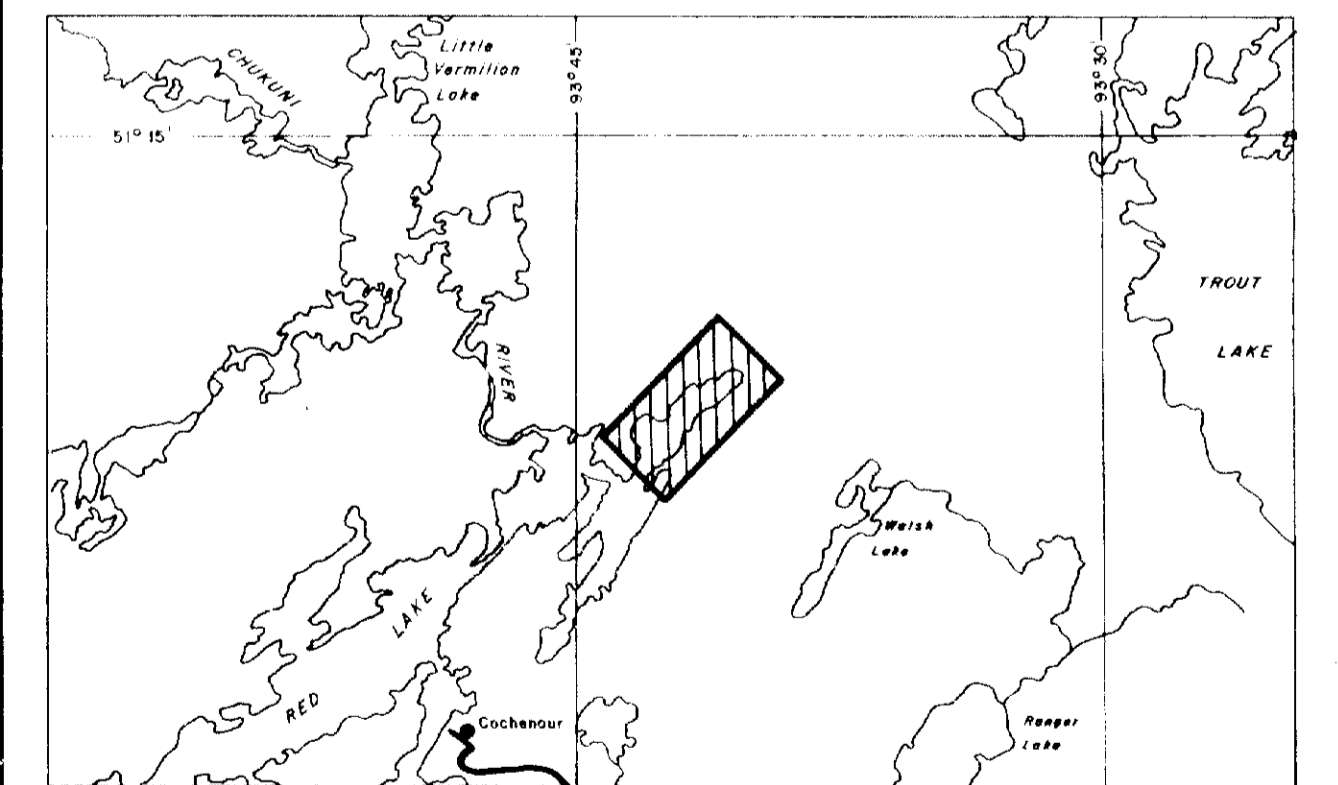 CHUKUNI
Little
Vermilion
Lake
93° 45'
93° 30'
51° 15'
TROUT
LAKE
RIVER
Walsh
Lake
LAKE
RED
Cochenour
Ranger
Lake